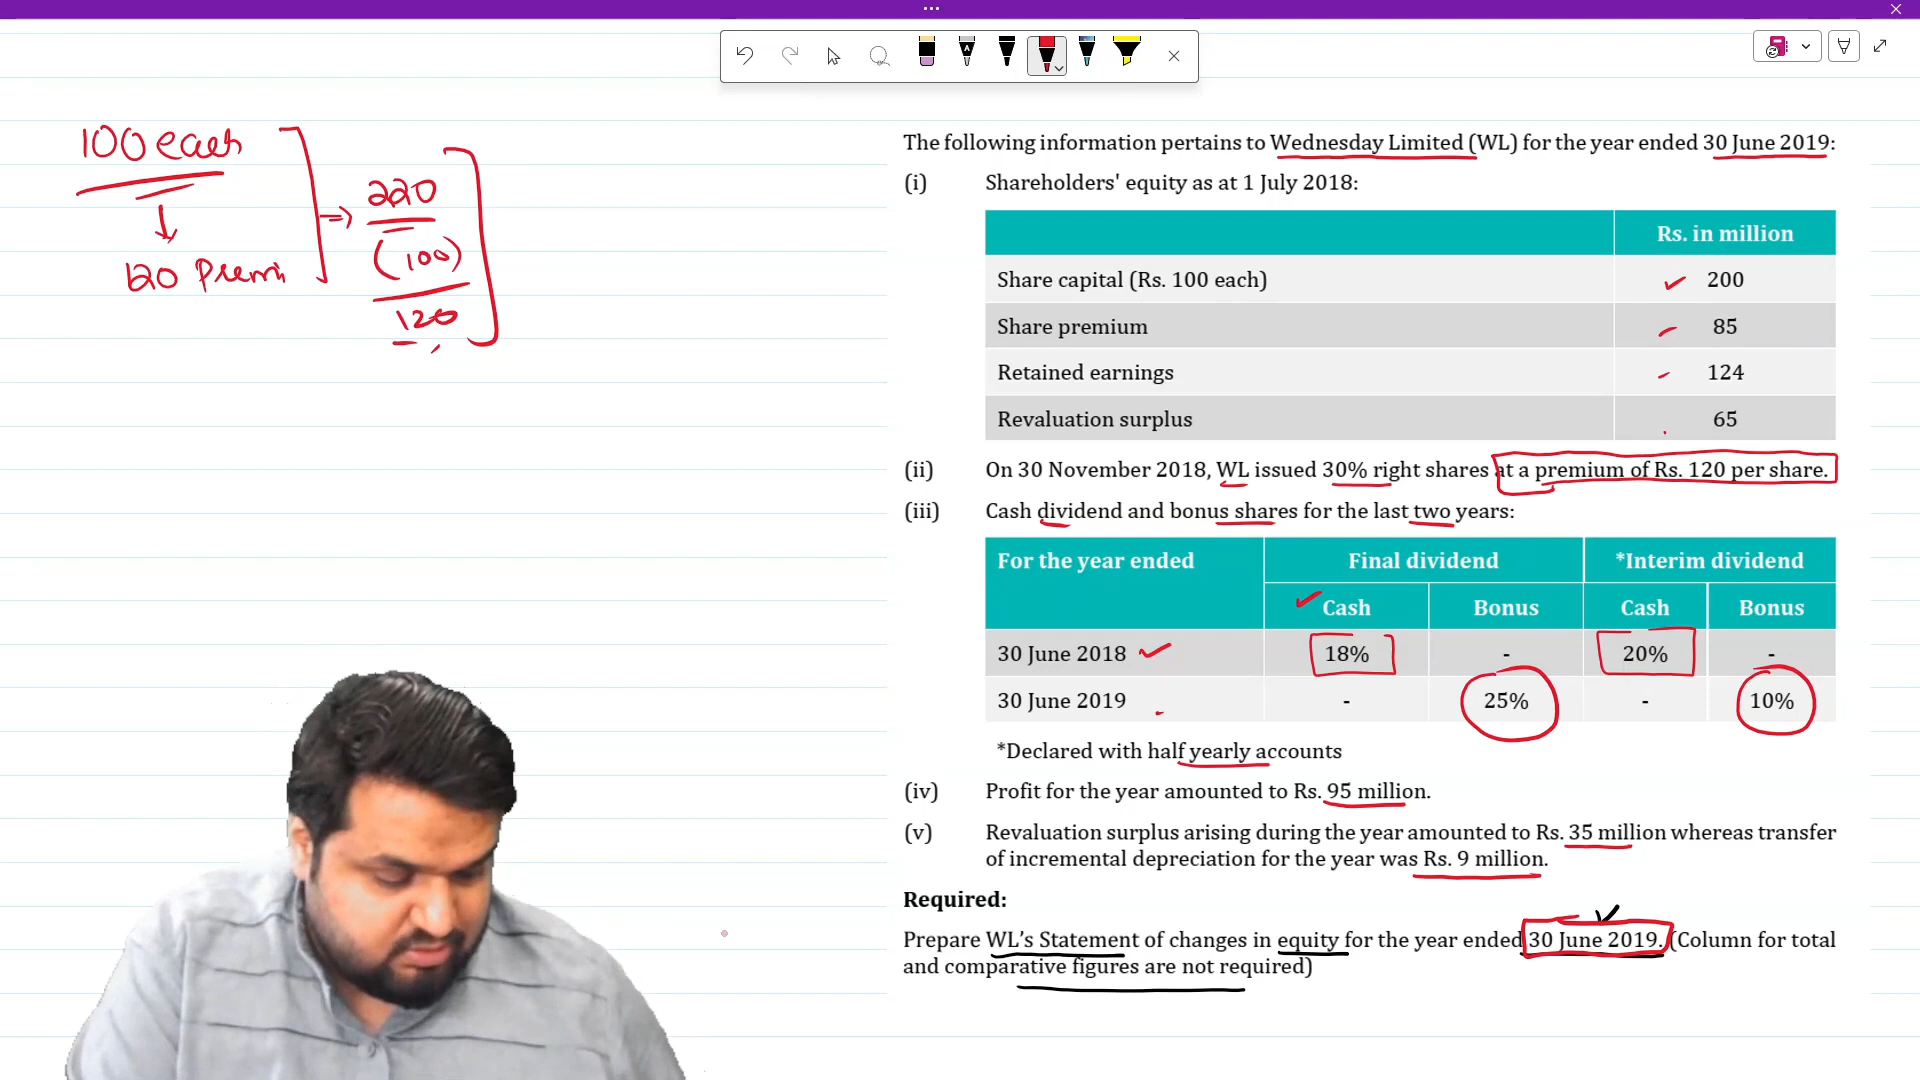 100 each
120 Premi
220
(100)
120
The following information pertains to Wednesday Limited (WL) for the year ended 30 June 2019:
(i) Shareholders' equity as at 1 July 2018:
Rs. in million
Share capital (Rs. 100 each) 200
Share premium 85
Retained earnings 124
Revaluation surplus 65
(ii) On 30 November 2018, WL issued 30% right shares at a premium of Rs. 120 per share.
(iii) Cash dividend and bonus shares for the last two years:
For the year ended Final dividend *Interim dividend
Cash Bonus Cash Bonus
30 June 2018 18% - 20% -
30 June 2019 - 25% - 10%
*Declared with half yearly accounts
(iv) Profit for the year amounted to Rs. 95 million.
(v) Revaluation surplus arising during the year amounted to Rs. 35 million whereas transfer
of incremental depreciation for the year was Rs. 9 million.
Required:
Prepare WL's Statement of changes in equity for the year ended 30 June 2019. (Column for total
and comparative figures are not required)